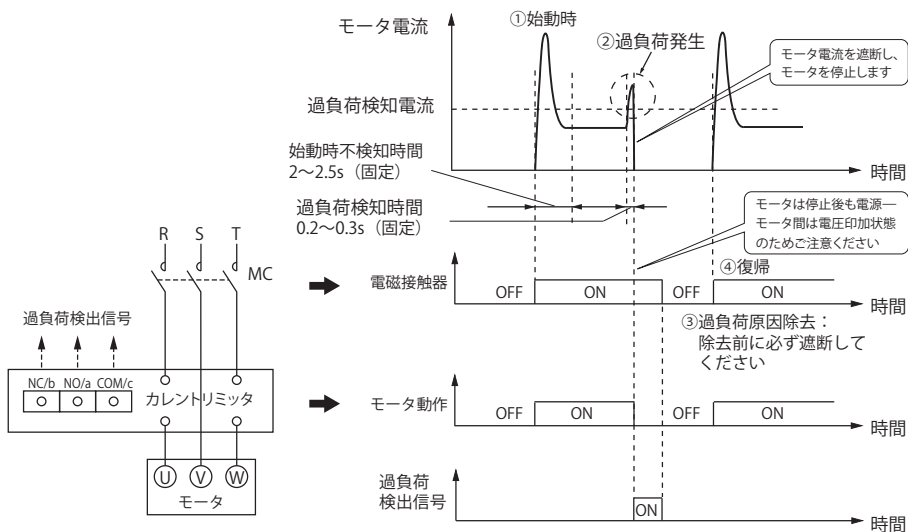 モータ電流
①始動時
②過負荷発生
モータ電流を遮断し、
モータを停止します
過負荷検知電流
時間
始動時不検知時間
2～2.5s（固定）
過負荷検知時間
0.2～0.3s（固定）
モータは停止後も電源―
モータ間は電圧印加状態
のためご注意ください
R S T
MC
電磁接触器
OFF ON OFF ON
④復帰
時間
③過負荷原因除去：
除去前に必ず遮断して
ください
過負荷検出信号
NC/b NO/a COM/c
カレントリミッタ
モータ動作
OFF ON OFF ON
時間
U V W
モータ
過負荷
検出信号
ON
時間